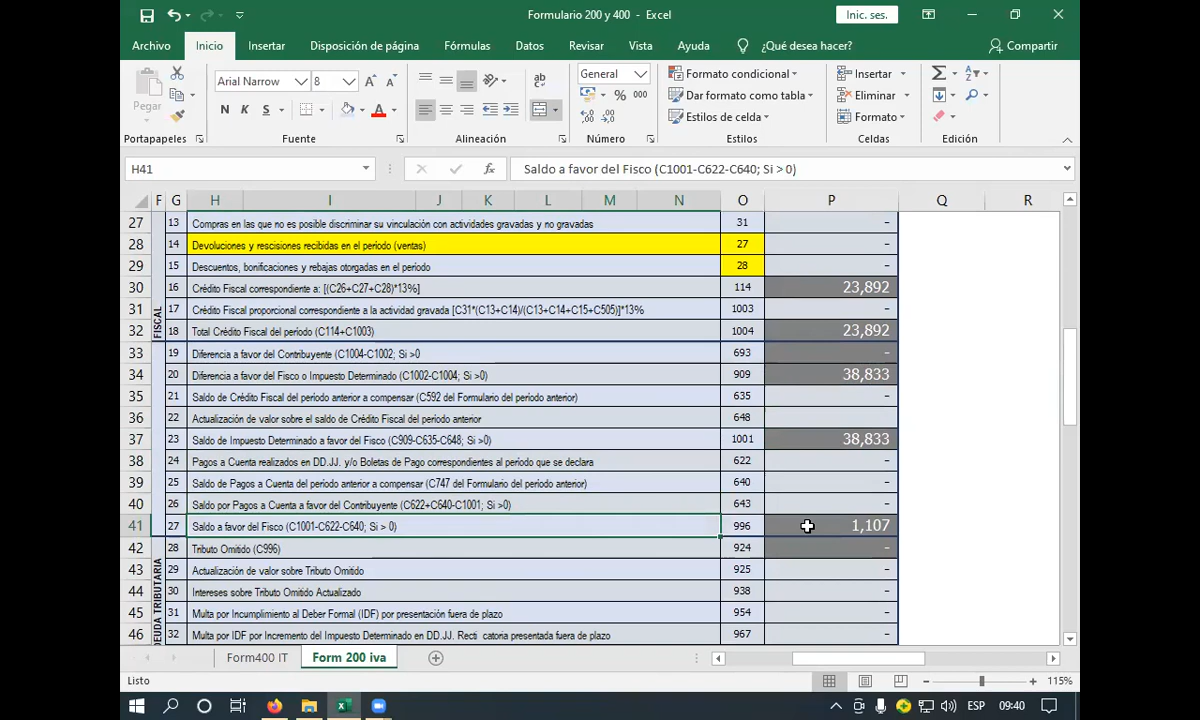 Formulario 200 y 400 - Excel
Inic. ses.
Archivo Inicio Insertar Disposición de página Fórmulas Datos Revisar Vista Ayuda ¿Qué desea hacer? Compartir
Pegar
Arial Narrow 8
N K S
ab
General
% 000
Formato condicional
Dar formato como tabla
Estilos de celda
Insertar
Eliminar
Formato
Portapapeles Fuente Alineación Número Estilos Celdas Edición
H41 fx Saldo a favor del Fisco (C1001-C622-C640; Si > 0)
F G H I J K L M N O P Q R
27 13 Compras en las que no es posible discriminar su vinculación con actividades gravadas y no gravadas 31 -
28 14 Devoluciones y rescisiones recibidas en el período (ventas) 27 -
29 15 Descuentos, bonificaciones y rebajas otorgadas en el período 28 -
30 16 Crédito Fiscal correspondiente a: [(C26+C27+C28)*13%] 114 23,892
31 17 Crédito Fiscal proporcional correspondiente a la actividad gravada [C31*(C13+C14)/(C13+C14+C15+C505)]*13% 1003 -
32 18 Total Crédito Fiscal del período (C114+C1003) 1004 23,892
33 19 Diferencia a favor del Contribuyente (C1004-C1002; Si >0 693 -
34 20 Diferencia a favor del Fisco o Impuesto Determinado (C1002-C1004; Si >0) 909 38,833
35 21 Saldo de Crédito Fiscal del período anterior a compensar (C592 del Formulario del período anterior) 635 -
36 22 Actualización de valor sobre el saldo de Crédito Fiscal del período anterior 648
37 23 Saldo de Impuesto Determinado a favor del Fisco (C909-C635-C648; Si >0) 1001 38,833
38 24 Pagos a Cuenta realizados en DD.JJ. y/o Boletas de Pago correspondientes al período que se declara 622 -
39 25 Saldo de Pagos a Cuenta del período anterior a compensar (C747 del Formulario del período anterior) 640 -
40 26 Saldo por Pagos a Cuenta a favor del Contribuyente (C622+C640-C1001; Si >0) 643 -
41 27 Saldo a favor del Fisco (C1001-C622-C640; Si > 0) 996 1,107
42 28 Tributo Omitido (C996) 924 -
43 29 Actualización de valor sobre Tributo Omitido 925 -
44 30 Intereses sobre Tributo Omitido Actualizado 938 -
45 31 Multa por Incumplimiento al Deber Formal (IDF) por presentación fuera de plazo 954 -
46 32 Multa por IDF por Incremento del Impuesto Determinado en DD.JJ. Recti catoria presentada fuera de plazo 967 -
FISCAL
DEUDA TRIBUTARIA
Form400 IT Form 200 iva
Listo 115%
ESP 09:40